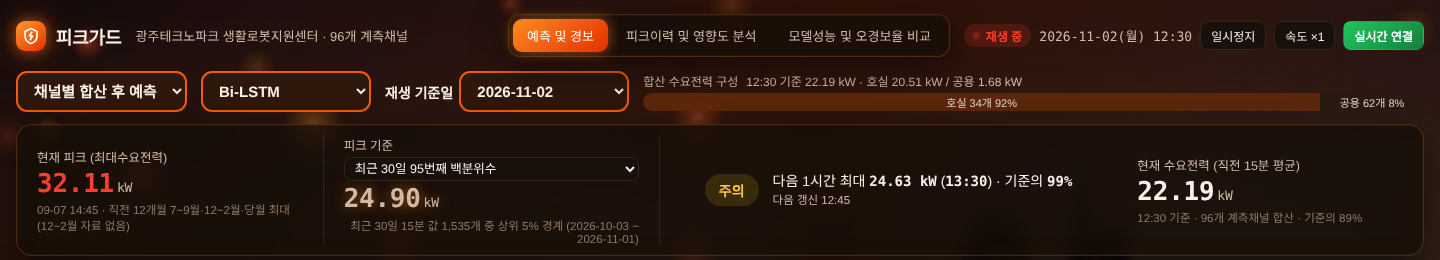 피크가드 광주테크노파크 생활로봇지원센터 · 96개 계측채널 예측 및 경보 피크이력 및 영향도 분석 모델성능 및 오경보율 비교 재생 중 2026-11-02(월) 12:30 일시정지 속도 ×1 실시간 연결
합산 수요전력 구성 12:30 기준 22.19 kW · 호실 20.51 kW / 공용 1.68 kW
채널별 합산 후 예측 Bi-LSTM 재생 기준일 2026-11-02
호실 34개 92% 공용 62개 8%
현재 피크 (최대수요전력)
32.11 kW
09-07 14:45 · 직전 12개월 7~9월·12~2월·당월 최대
(12~2월 자료 없음)
피크 기준
최근 30일 95번째 백분위수
24.90 kW
최근 30일 15분 값 1,535개 중 상위 5% 경계 (2026-10-03 ~
2026-11-01)
주의
다음 1시간 최대 24.63 kW (13:30) · 기준의 99%
다음 갱신 12:45
현재 수요전력 (직전 15분 평균)
22.19 kW
12:30 기준 · 96개 계측채널 합산 · 기준의 89%